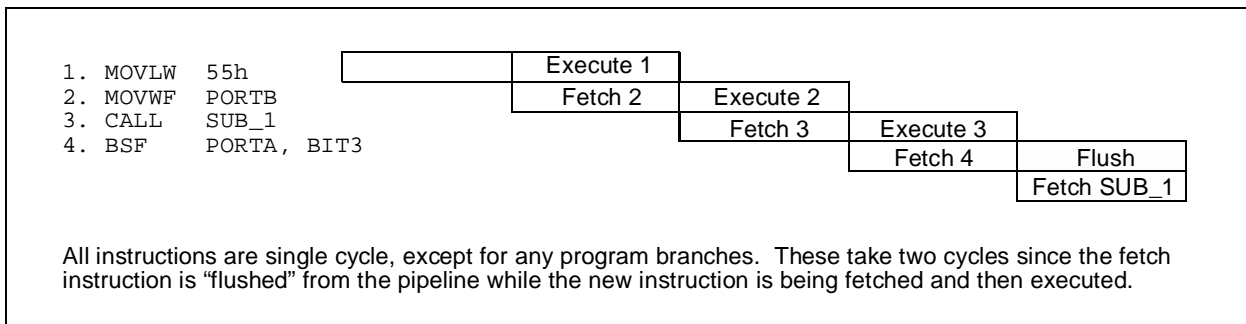 1. MOVLW 55h
Execute 1
2. MOVWF PORTB
Fetch 2
Execute 2
3. CALL SUB_1
Fetch 3
Execute 3
4. BSF PORTA, BIT3
Fetch 4
Flush
Fetch SUB_1
All instructions are single cycle, except for any program branches. These take two cycles since the fetch
instruction is “flushed” from the pipeline while the new instruction is being fetched and then executed.